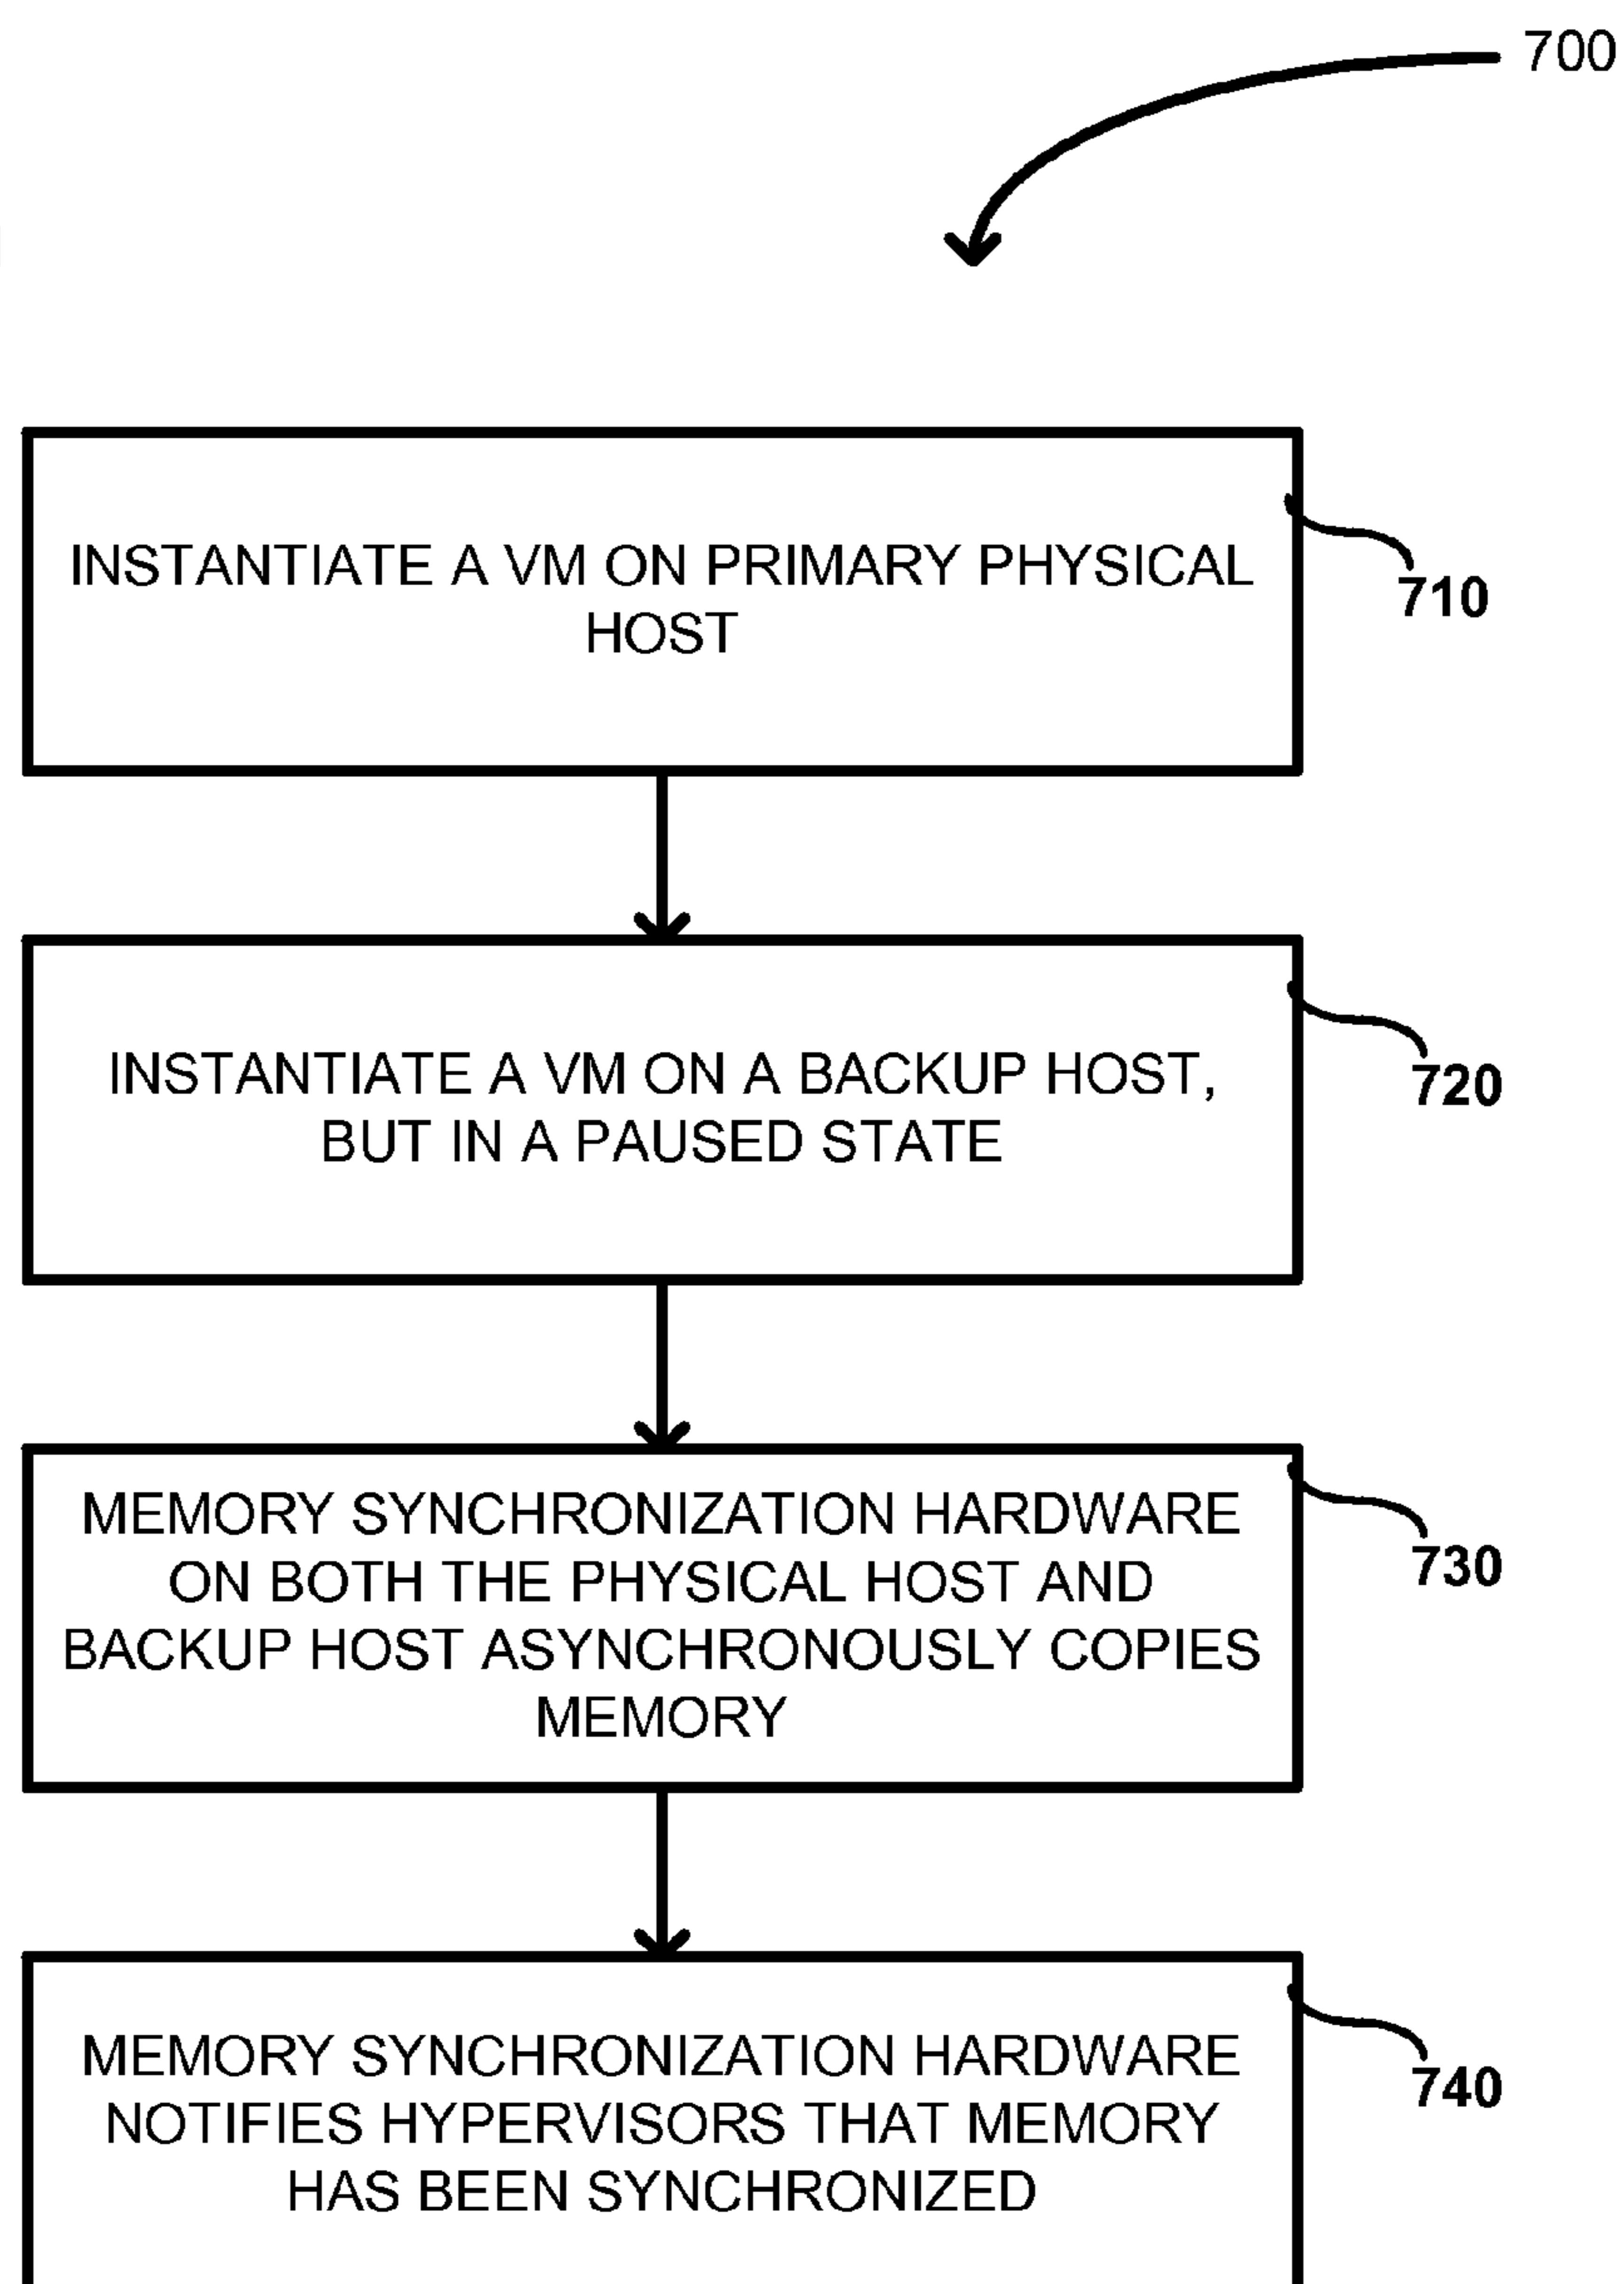 700
INSTANTIATE A VM ON PRIMARY PHYSICAL
HOST
710
INSTANTIATE A VM ON A BACKUP HOST,
BUT IN A PAUSED STATE
720
MEMORY SYNCHRONIZATION HARDWARE
ON BOTH THE PHYSICAL HOST AND
BACKUP HOST ASYNCHRONOUSLY COPIES
MEMORY
730
MEMORY SYNCHRONIZATION HARDWARE
NOTIFIES HYPERVISORS THAT MEMORY
HAS BEEN SYNCHRONIZED
740